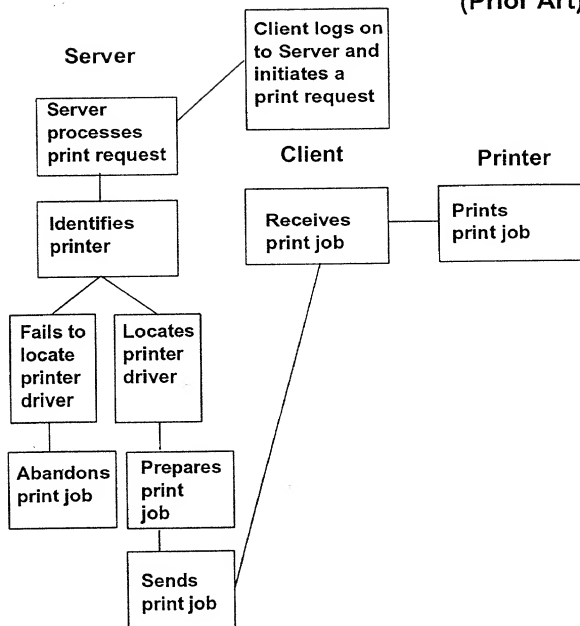 (Prior Art)
Client logs on
to Server and
initiates a
print request
Server
Server
processes
print request
Client
Printer
Identifies
printer
Receives
print job
Prints
print job
Fails to
locate
printer
driver
Locates
printer
driver
Abandons
print job
Prepares
print
job
Sends
print job